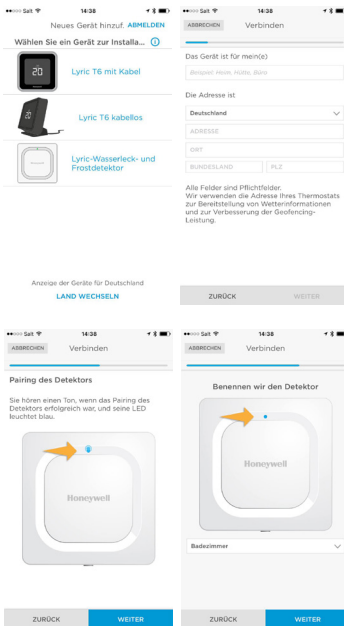 Salt 14:38
Neues Gerät hinzuf. ABMELDEN
Wählen Sie ein Gerät zur Installa...
20
Lyric T6 mit Kabel
20
Lyric T6 kabellos
Lyric-Wasserleck- und
Frostdetektor
Anzeige der Geräte für Deutschland
LAND WECHSELN
Salt 14:38
ABBRECHEN Verbinden
Das Gerät ist für mein(e)
Beispiel: Heim, Hütte, Büro
Die Adresse ist
Deutschland
ADRESSE
ORT
BUNDESLAND PLZ
Alle Felder sind Pflichtfelder.
Wir verwenden die Adresse Ihres Thermostats
zur Bereitstellung von Wetterinformationen
und zur Verbesserung der Geofencing-
Leistung.
ZURÜCK WEITER
Salt 14:38
ABBRECHEN Verbinden
Pairing des Detektors
Sie hören einen Ton, wenn das Pairing des
Detektors erfolgreich war, und seine LED
leuchtet blau.
Honeywell
ZURÜCK WEITER
Salt 14:38
ABBRECHEN Verbinden
Benennen wir den Detektor
Honeywell
Badezimmer
ZURÜCK WEITER